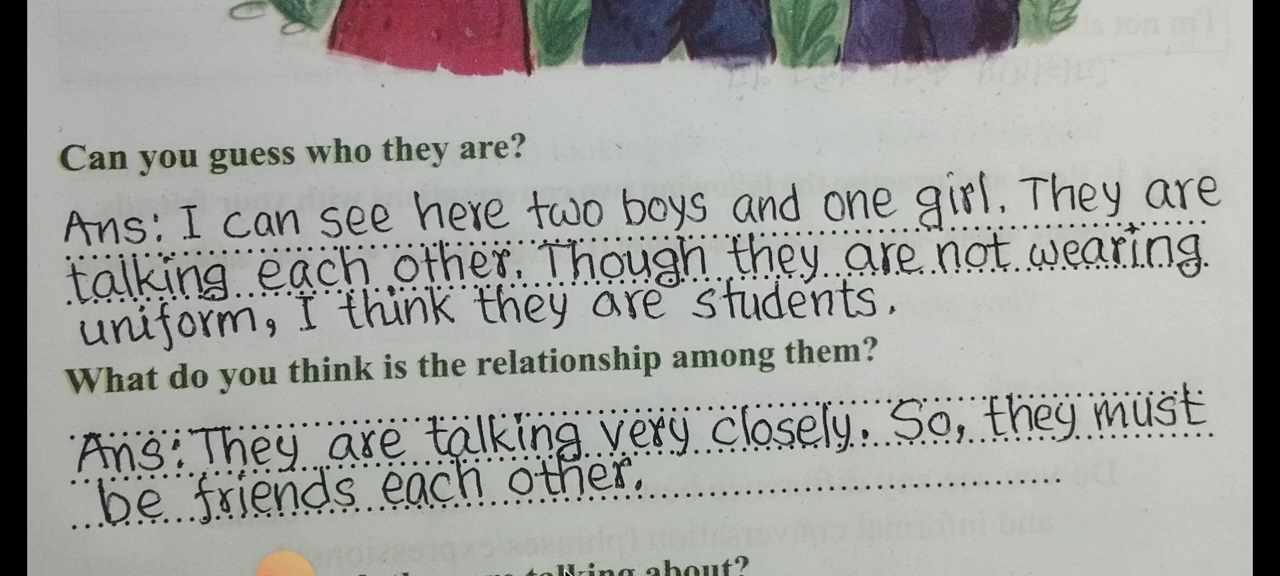 Can you guess who they are?
Ans: I can see here two boys and one girl. They are
talking each other. Though they are not wearing
uniform, I think they are students.
What do you think is the relationship among them?
Ans: They are talking very closely. So, they must
be friends each other.
talking about?